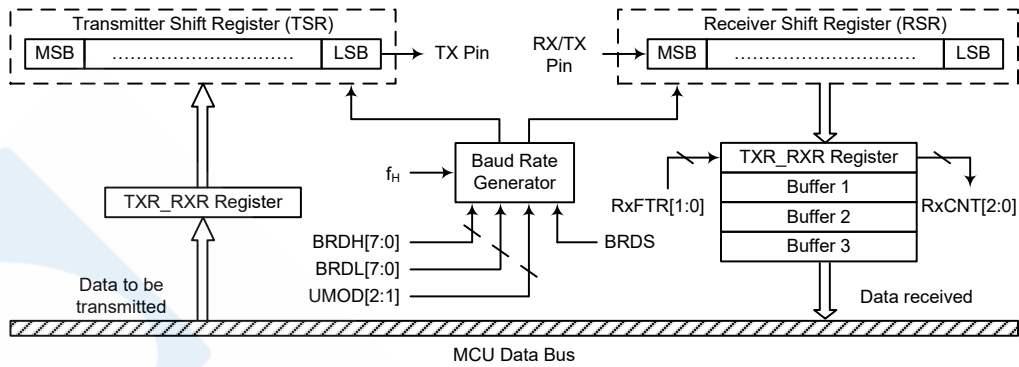 Transmitter Shift Register (TSR)
MSB ................................ LSB
TX Pin
RX/TX
Pin
Receiver Shift Register (RSR)
MSB ................................ LSB
TXR_RXR Register
Data to be
transmitted
fH
Baud Rate
Generator
BRDH[7:0]
BRDL[7:0]
UMOD[2:1]
BRDS
RxFTR[1:0]
TXR_RXR Register
Buffer 1
Buffer 2
Buffer 3
RxCNT[2:0]
Data received
MCU Data Bus